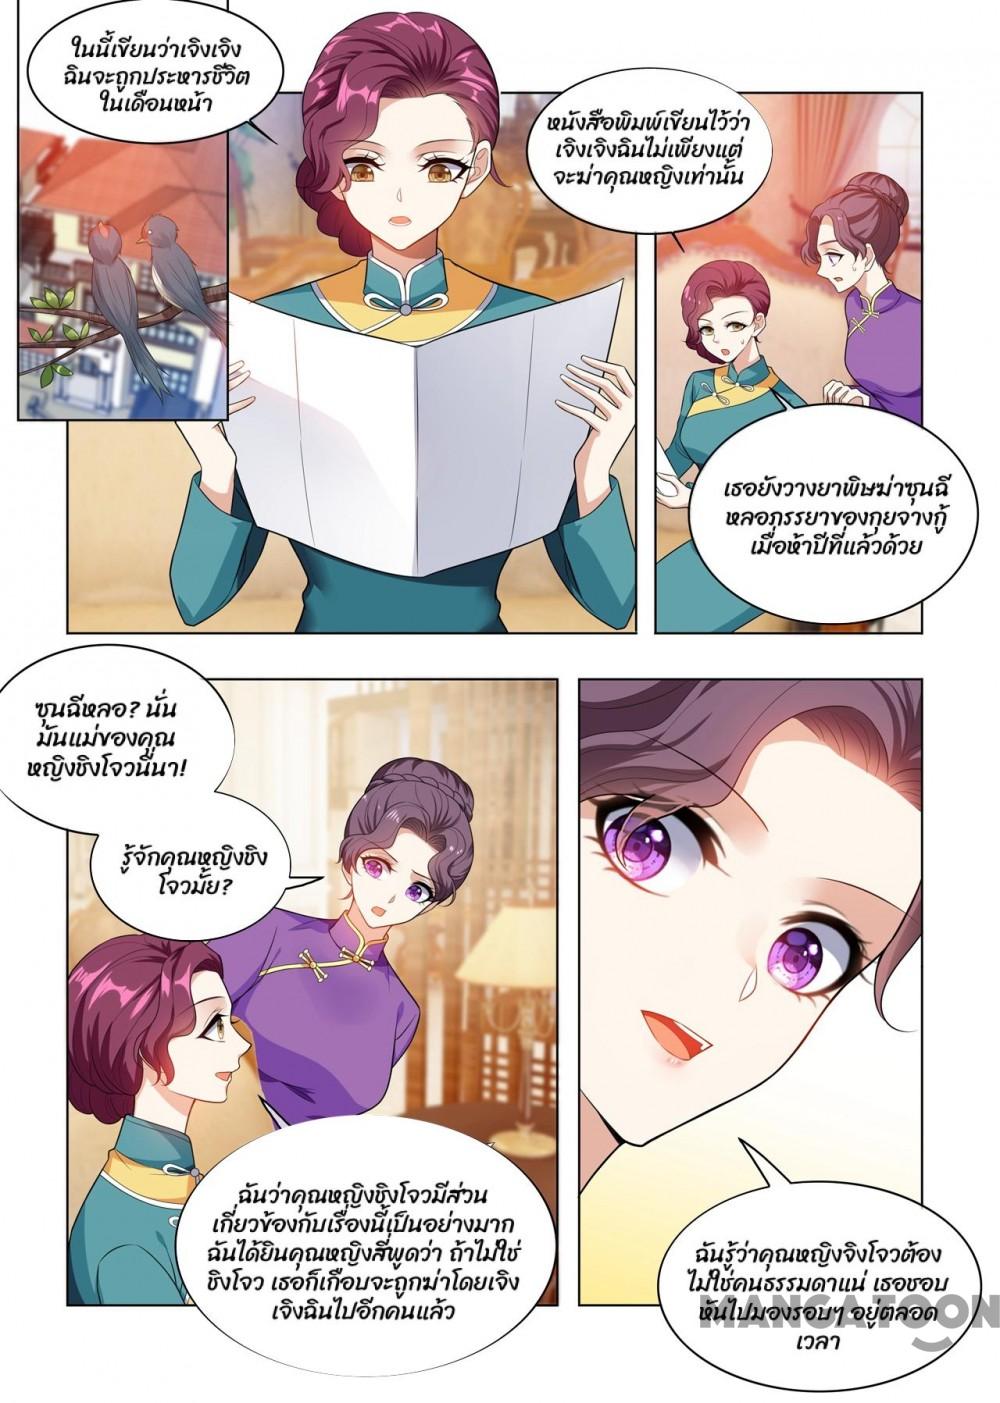 ในนี้เขียนว่าเจิงเจิง
ฉินจะถูกประหารชีวิต
ในเดือนหน้า
หนังสือพิมพ์เขียนไว้ว่า
เจิงเจิงฉินไม่เพียงแต่
จะฆ่าคุณหญิงเท่านั้น
เธอยังวางยาพิษฆ่าซุนฉี
หลอภรรยาของกุยจางกู้
เมื่อห้าปีที่แล้วด้วย
ซุนฉีหลอ? นั่น
มันแม่ของคุณ
หญิงชิงโจวนี่นา!
รู้จักคุณหญิงชิง
โจวมั้ย?
ฉันว่าคุณหญิงชิงโจวมีส่วน
เกี่ยวข้องกับเรื่องนี้เป็นอย่างมาก
ฉันได้ยินคุณหญิงสี่พูดว่า ถ้าไม่ใช่
ชิงโจว เธอก็เกือบจะถูกฆ่าโดยเจิง
เจิงฉินไปอีกคนแล้ว
ฉันรู้ว่าคุณหญิงจิงโจวต้อง
ไม่ใช่คนธรรมดาแน่ เธอชอบ
หันไปมองรอบๆ อยู่ตลอด
เวลา
MANGATOON